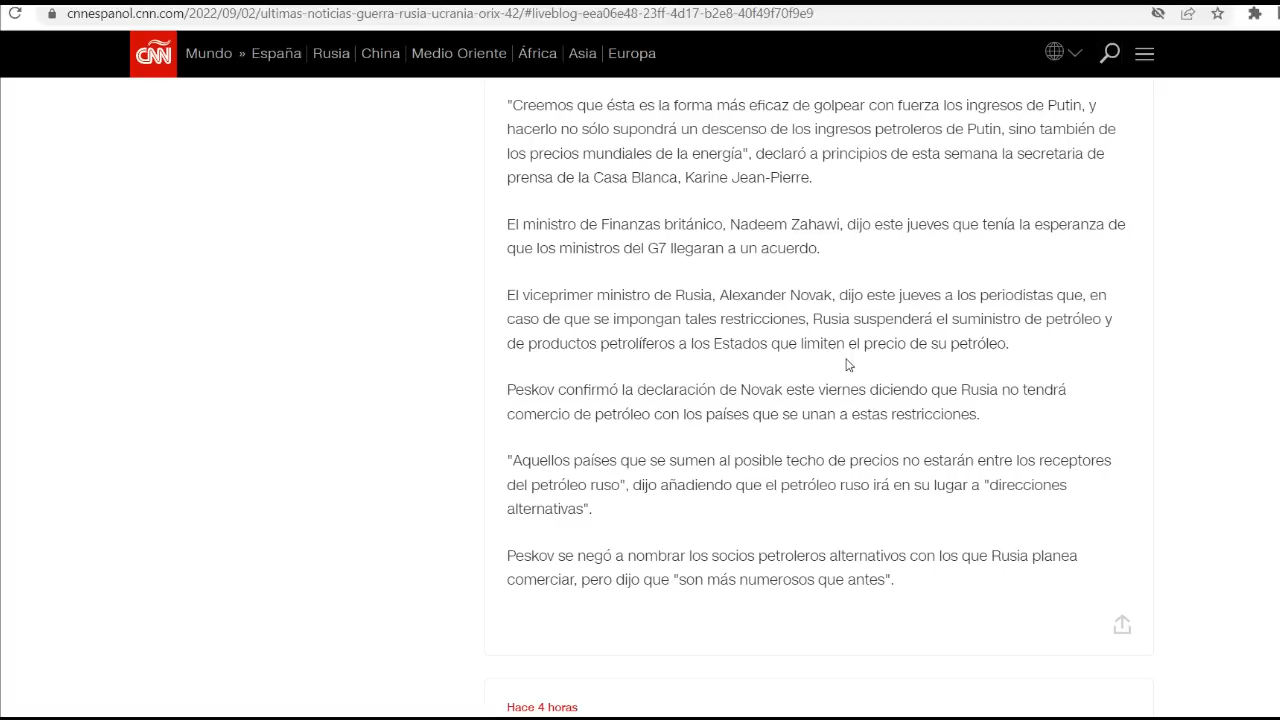 cnnespanol.cnn.com/2022/09/02/ultimas-noticias-guerra-rusia-ucrania-orix-42/#liveblog-eea06e48-23ff-4d17-b2e8-40f49f70f9e9
CNN Mundo » España | Rusia | China | Medio Oriente | África | Asia | Europa
"Creemos que ésta es la forma más eficaz de golpear con fuerza los ingresos de Putin, y
hacerlo no sólo supondrá un descenso de los ingresos petroleros de Putin, sino también de
los precios mundiales de la energía", declaró a principios de esta semana la secretaria de
prensa de la Casa Blanca, Karine Jean-Pierre.
El ministro de Finanzas británico, Nadeem Zahawi, dijo este jueves que tenía la esperanza de
que los ministros del G7 llegaran a un acuerdo.
El viceprimer ministro de Rusia, Alexander Novak, dijo este jueves a los periodistas que, en
caso de que se impongan tales restricciones, Rusia suspenderá el suministro de petróleo y
de productos petrolíferos a los Estados que limiten el precio de su petróleo.
Peskov confirmó la declaración de Novak este viernes diciendo que Rusia no tendrá
comercio de petróleo con los países que se unan a estas restricciones.
"Aquellos países que se sumen al posible techo de precios no estarán entre los receptores
del petróleo ruso", dijo añadiendo que el petróleo ruso irá en su lugar a "direcciones
alternativas".
Peskov se negó a nombrar los socios petroleros alternativos con los que Rusia planea
comerciar, pero dijo que "son más numerosos que antes".
Hace 4 horas